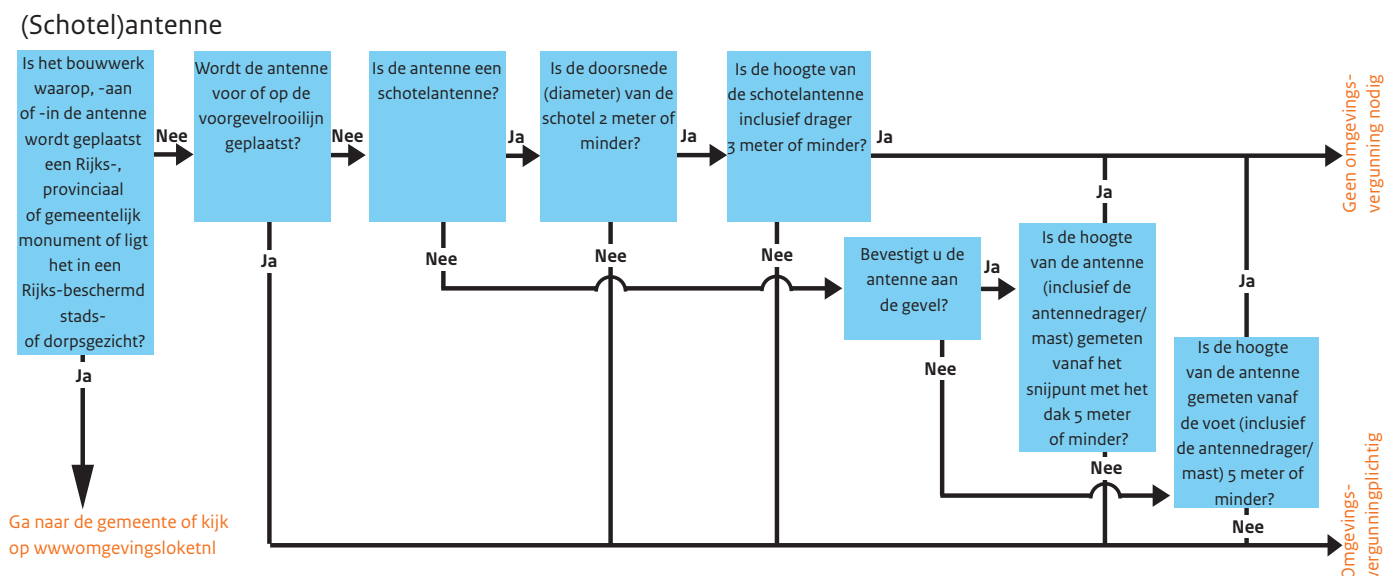 (Schotel)antenne
Is het bouwwerk
waarop, -aan
of -in de antenne
wordt geplaatst
een Rijks-,
provinciaal
of gemeentelijk
monument of ligt
het in een
Rijks-beschermd
stads-
of dorpsgezicht?
Nee
Ja
Ga naar de gemeente of kijk
op wwwomgevingsloketnl
Wordt de antenne
voor of op de
voorgevelrooilijn
geplaatst?
Nee
Ja
Is de antenne een
schotelantenne?
Ja
Nee
Is de doorsnede
(diameter) van de
schotel 2 meter of
minder?
Ja
Nee
Is de hoogte van
de schotelantenne
inclusief drager
3 meter of minder?
Ja
Nee
Bevestigt u de
antenne aan
de gevel?
Ja
Nee
Ja
Is de hoogte
van de antenne
(inclusief de
antennedrager/
mast) gemeten
vanaf het
snijpunt met het
dak 5 meter
of minder?
Nee
Ja
Is de hoogte
van de antenne
gemeten vanaf
de voet (inclusief
de antennedrager/
mast) 5 meter of
minder?
Nee
Geen omgevings-
vergunning nodig
Omgevings-
vergunningplichtig